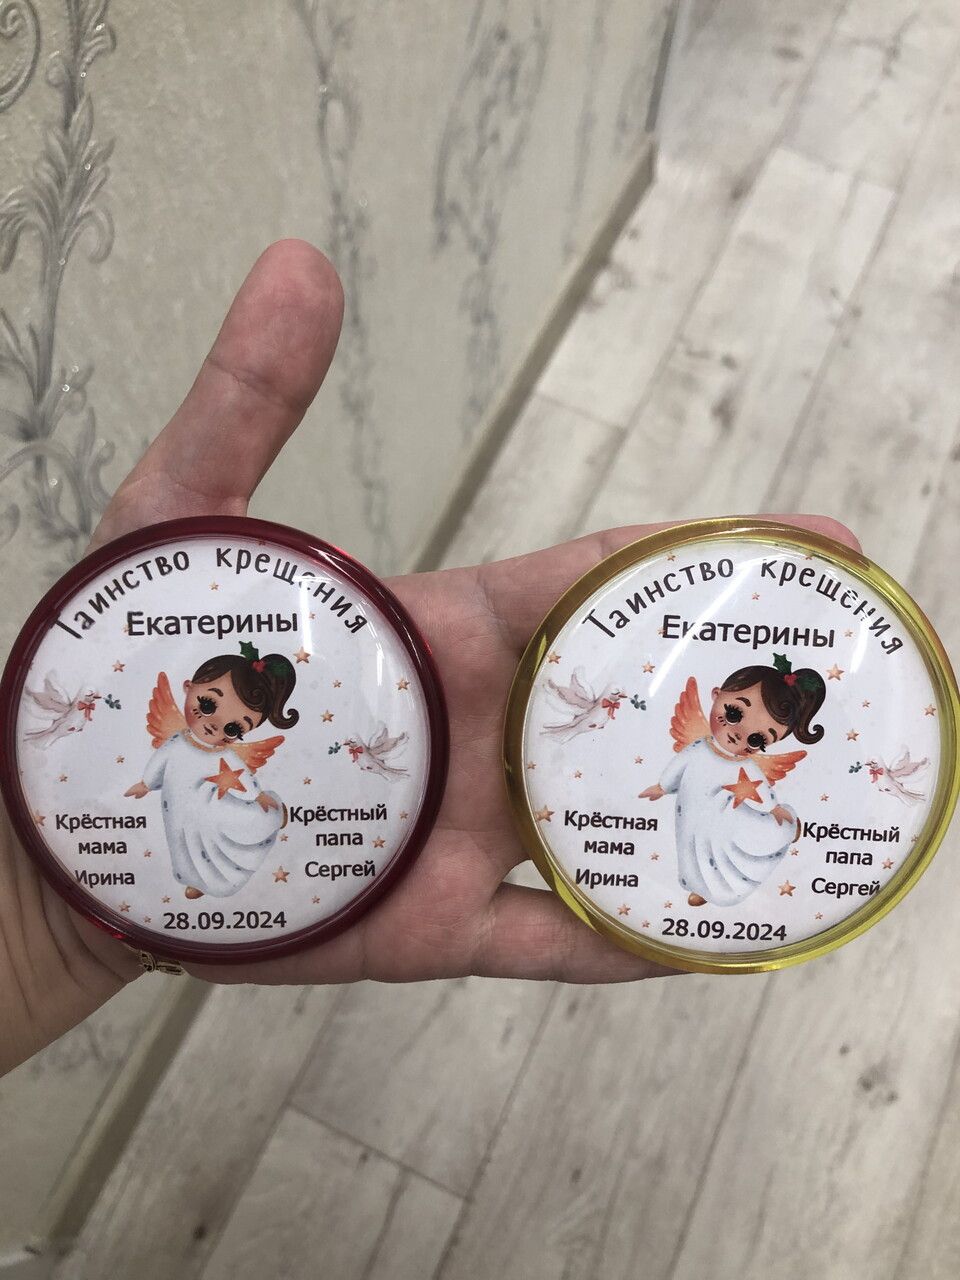 Таинство крещения
Екатерины
Крёстная
мама
Ирина
Крёстный
папа
Сергей
28.09.2024
Таинство крещения
Екатерины
Крёстная
мама
Ирина
Крёстный
папа
Сергей
28.09.2024